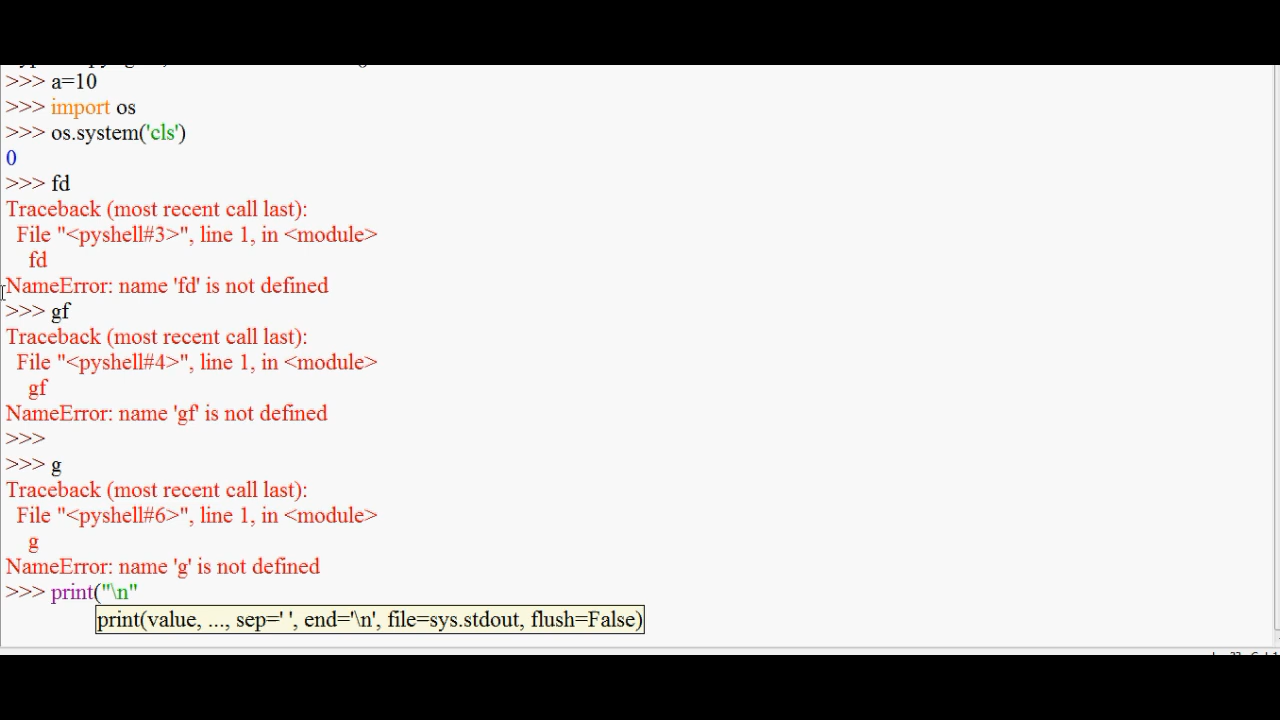 >>> a=10
>>> import os
>>> os.system('cls')
0
>>> fd
Traceback (most recent call last):
  File "<pyshell#3>", line 1, in <module>
    fd
NameError: name 'fd' is not defined
>>> gf
Traceback (most recent call last):
  File "<pyshell#4>", line 1, in <module>
    gf
NameError: name 'gf' is not defined
>>>
>>> g
Traceback (most recent call last):
  File "<pyshell#6>", line 1, in <module>
    g
NameError: name 'g' is not defined
>>> print("\n"
print(value, ..., sep=' ', end='\n', file=sys.stdout, flush=False)